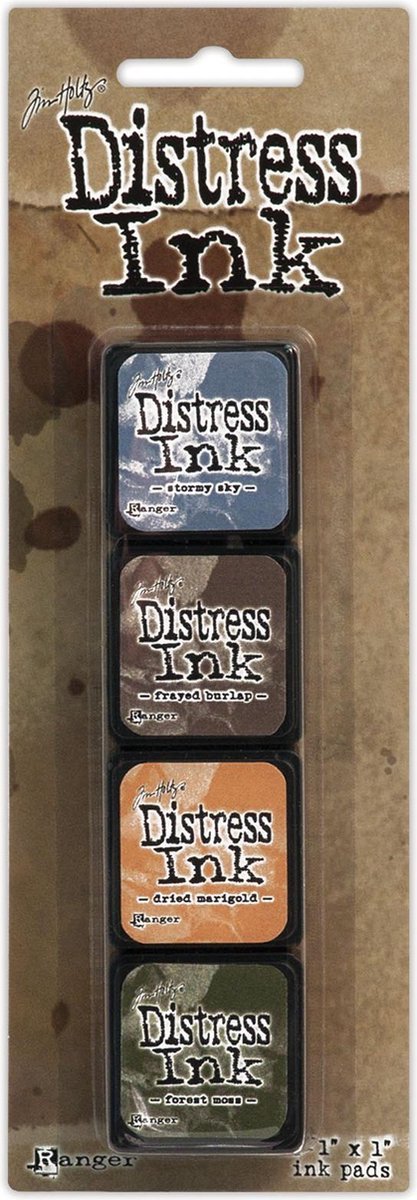 Tim Holtz®
Distress
Ink
Tim Holtz®
Distress
Ink
– stormy sky –
Ranger
Tim Holtz®
Distress
Ink
– frayed burlap –
Ranger
Tim Holtz®
Distress
Ink
– dried marigold –
Ranger
Tim Holtz®
Distress
Ink
– forest moss –
Ranger
Ranger
1" x 1"
ink pads